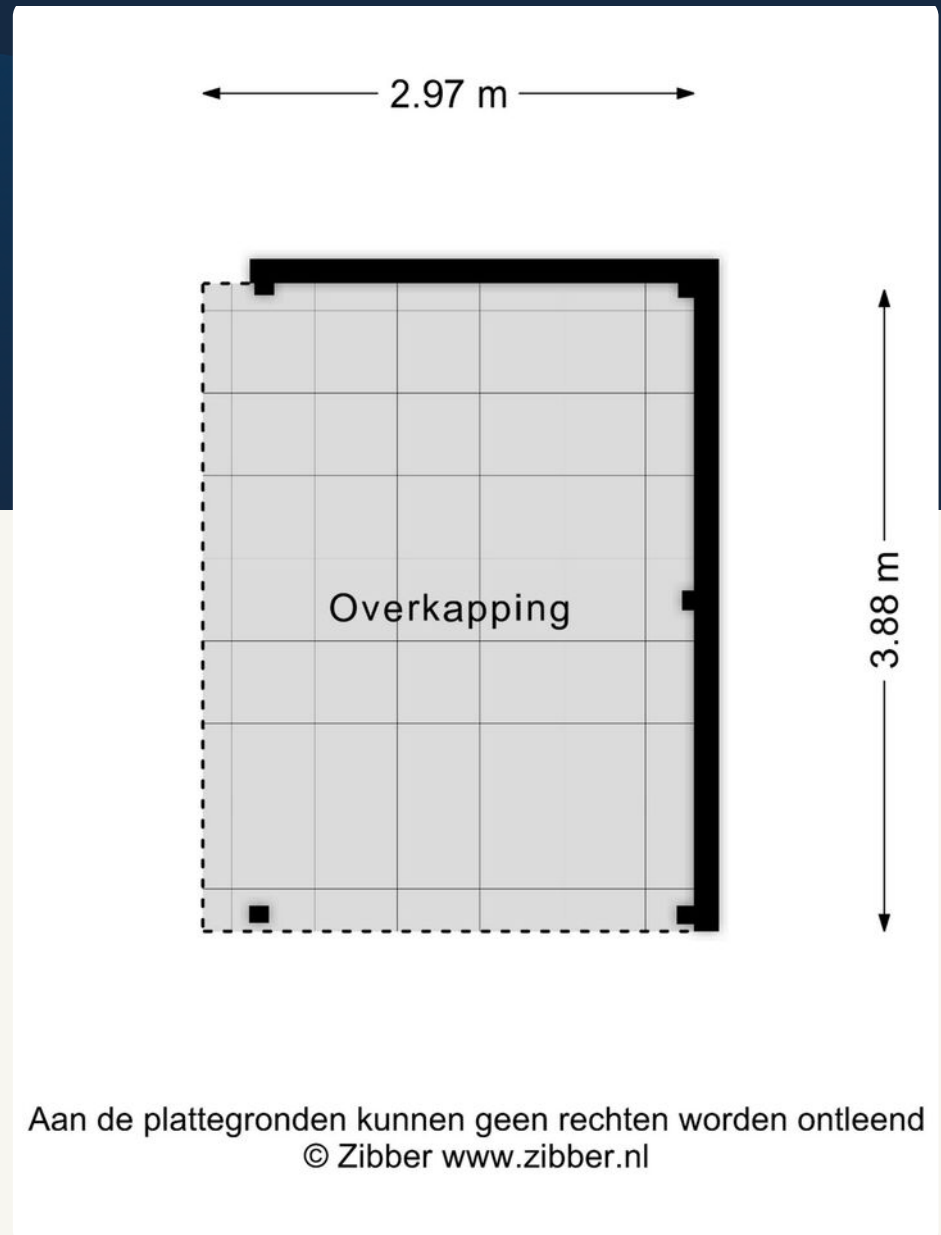 2.97 m
Overkapping
3.88 m
Aan de plattegronden kunnen geen rechten worden ontleend
© Zibber www.zibber.nl